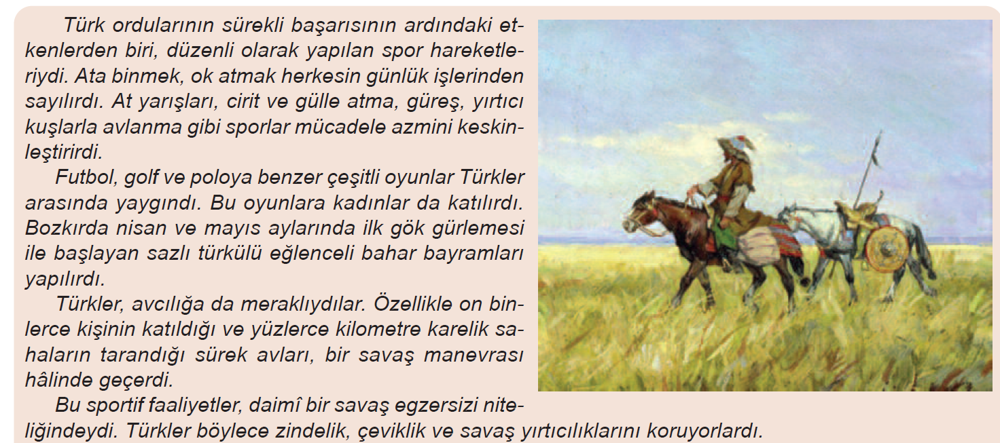 Türk ordularının sürekli başarısının ardındaki et-
kenlerden biri, düzenli olarak yapılan spor hareketle-
riydi. Ata binmek, ok atmak herkesin günlük işlerinden
sayılırdı. At yarışları, cirit ve gülle atma, güreş, yırtıcı
kuşlarla avlanma gibi sporlar mücadele azmini keskin-
leştirirdi.
Futbol, golf ve poloya benzer çeşitli oyunlar Türkler
arasında yaygındı. Bu oyunlara kadınlar da katılırdı.
Bozkırda nisan ve mayıs aylarında ilk gök gürlemesi
ile başlayan sazlı türkülü eğlenceli bahar bayramları
yapılırdı.
Türkler, avcılığa da meraklıydılar. Özellikle on bin-
lerce kişinin katıldığı ve yüzlerce kilometre karelik sa-
haların tarandığı sürek avları, bir savaş manevrası
hâlinde geçerdi.
Bu sportif faaliyetler, daimî bir savaş egzersizi nite-
liğindeydi. Türkler böylece zindelik, çeviklik ve savaş yırtıcılıklarını koruyorlardı.